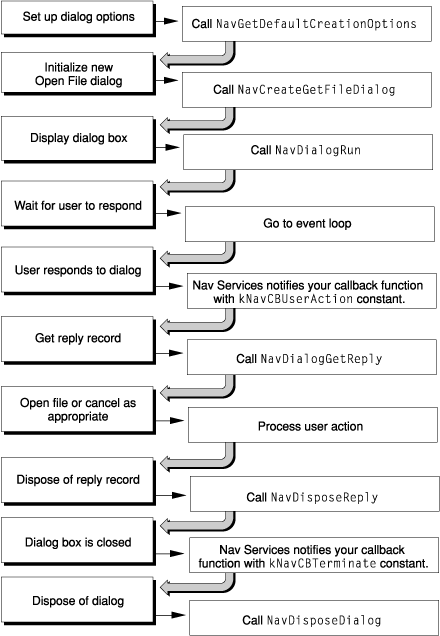 Set up dialog options
Call NavGetDefaultCreationOptions
Initialize new
Open File dialog
Call NavCreateGetFileDialog
Display dialog box
Call NavDialogRun
Wait for user to respond
Go to event loop
User responds to dialog
Nav Services notifies your callback function
with kNavCBUserAction constant.
Get reply record
Call NavDialogGetReply
Open file or cancel as
appropriate
Process user action
Dispose of reply record
Call NavDisposeReply
Dialog box is closed
Nav Services notifies your callback
function with kNavCBTerminate constant.
Dispose of dialog
Call NavDisposeDialog